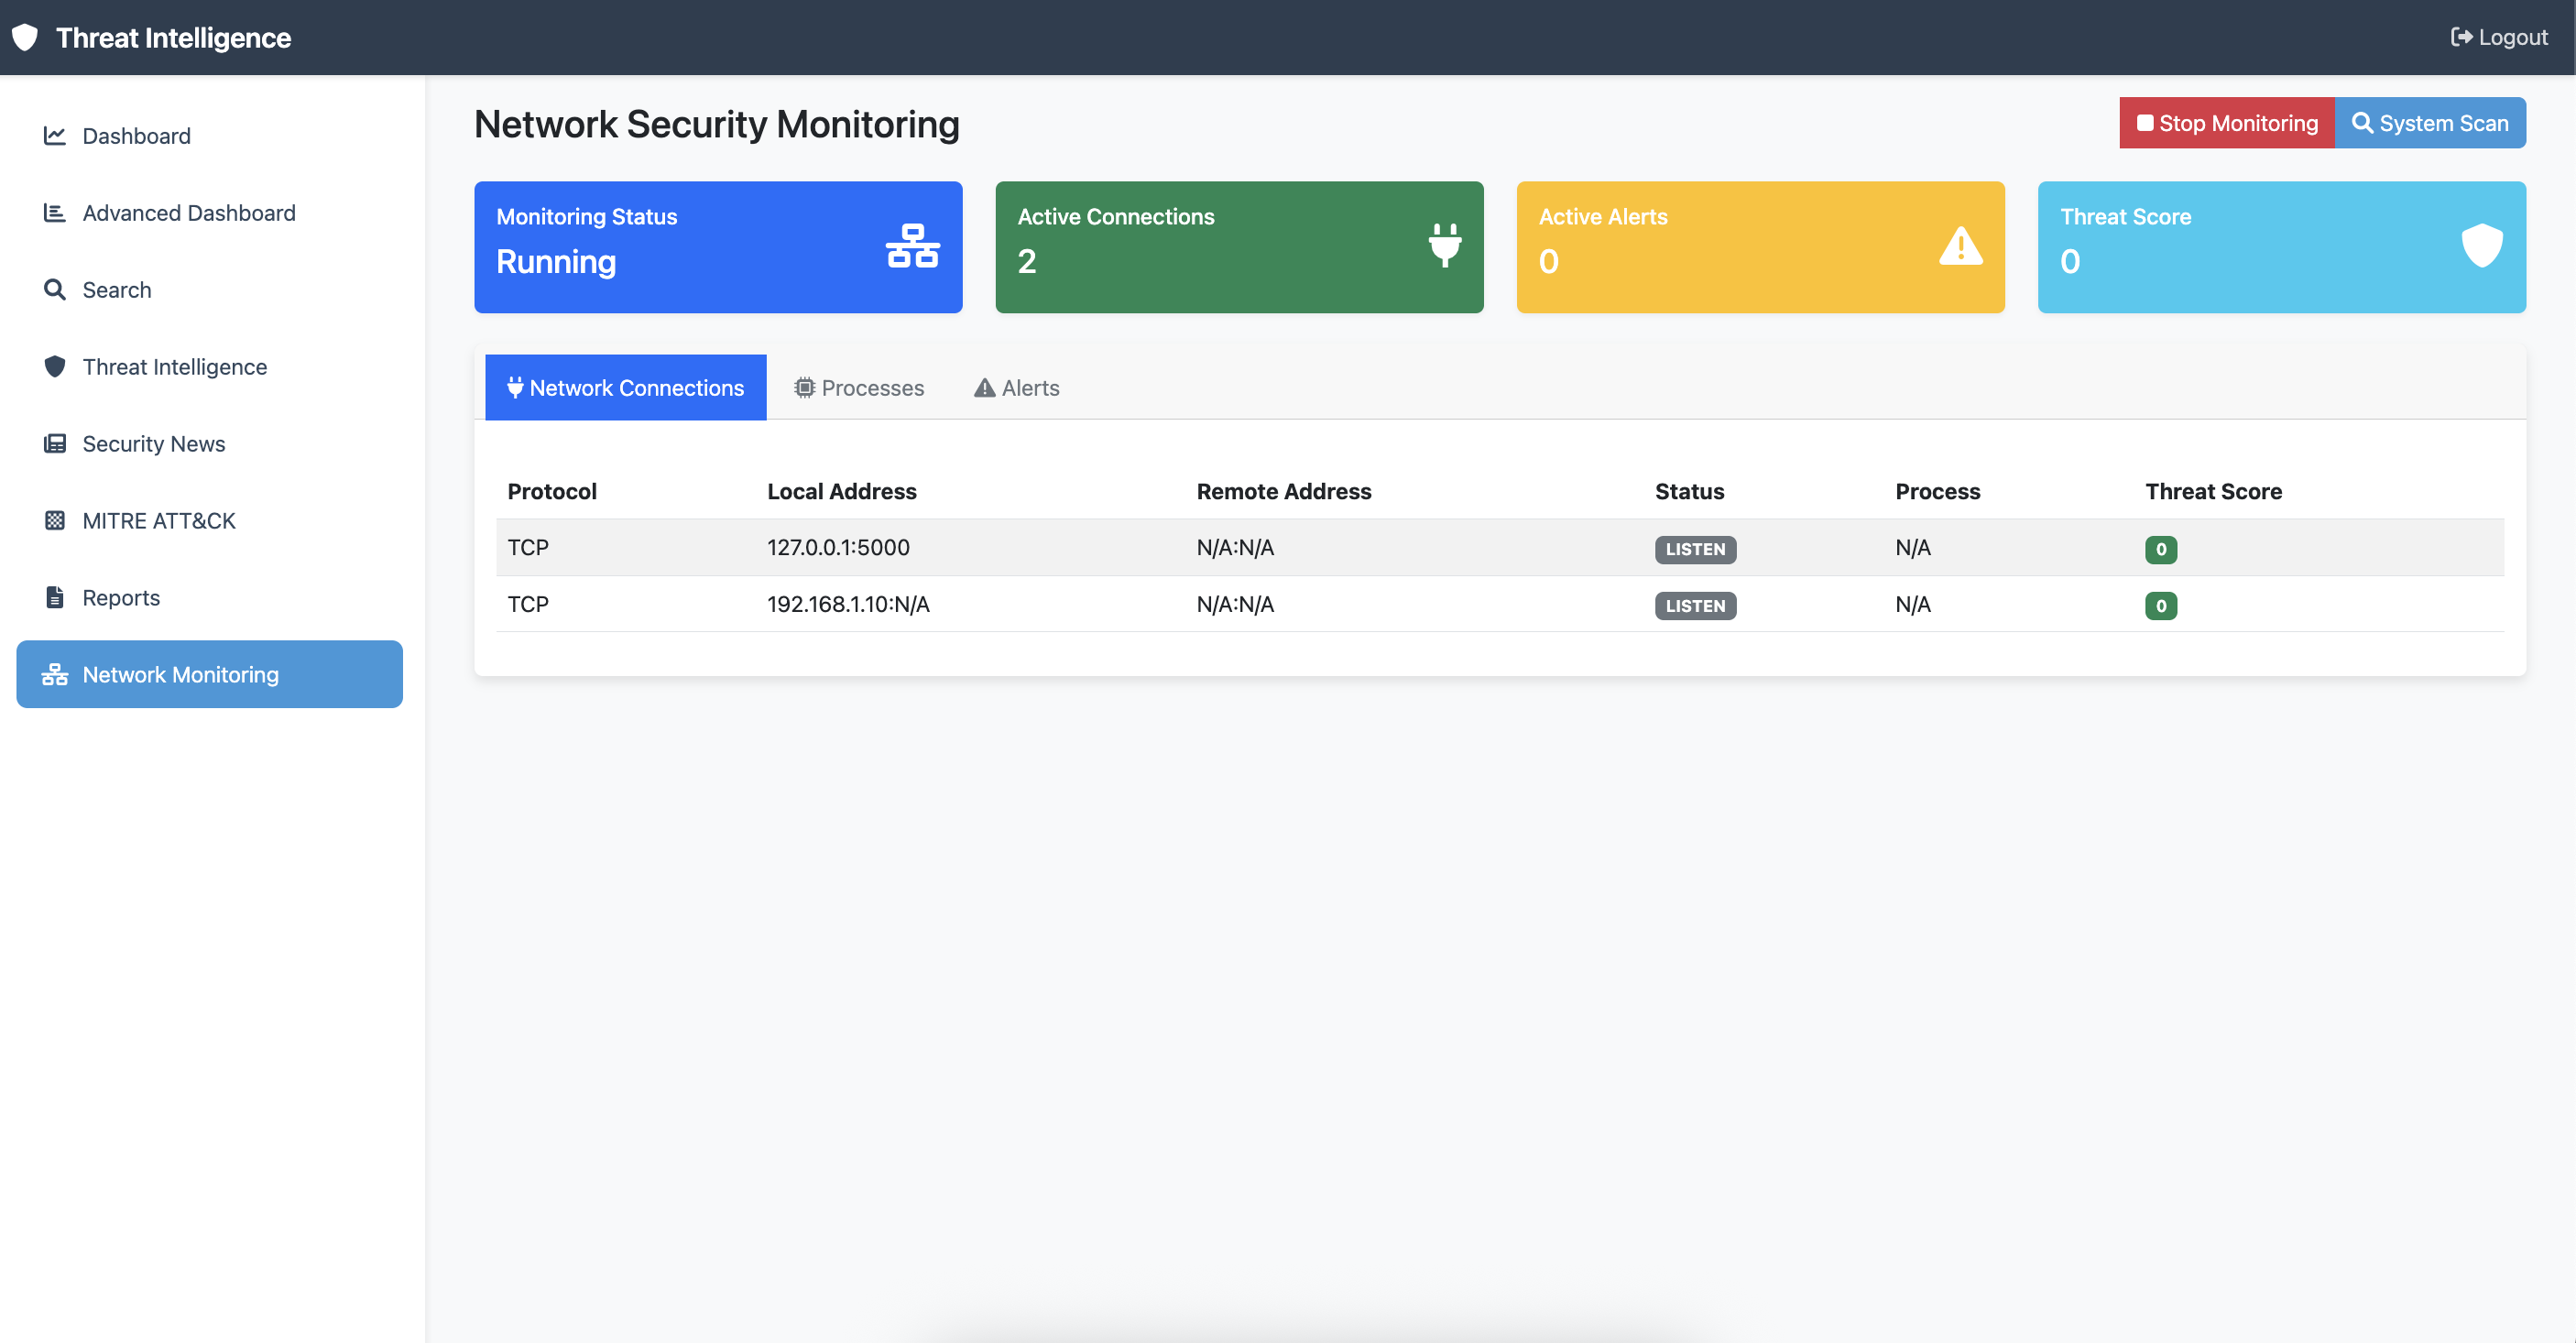 Threat Intelligence
Logout
Dashboard
Advanced Dashboard
Search
Threat Intelligence
Security News
MITRE ATT&CK
Reports
Network Monitoring
Network Security Monitoring
Stop Monitoring System Scan
Monitoring Status
Running
Active Connections
2
Active Alerts
0
Threat Score
0
Network Connections Processes Alerts
Protocol Local Address Remote Address Status Process Threat Score
TCP 127.0.0.1:5000 N/A:N/A LISTEN N/A 0
TCP 192.168.1.10:N/A N/A:N/A LISTEN N/A 0